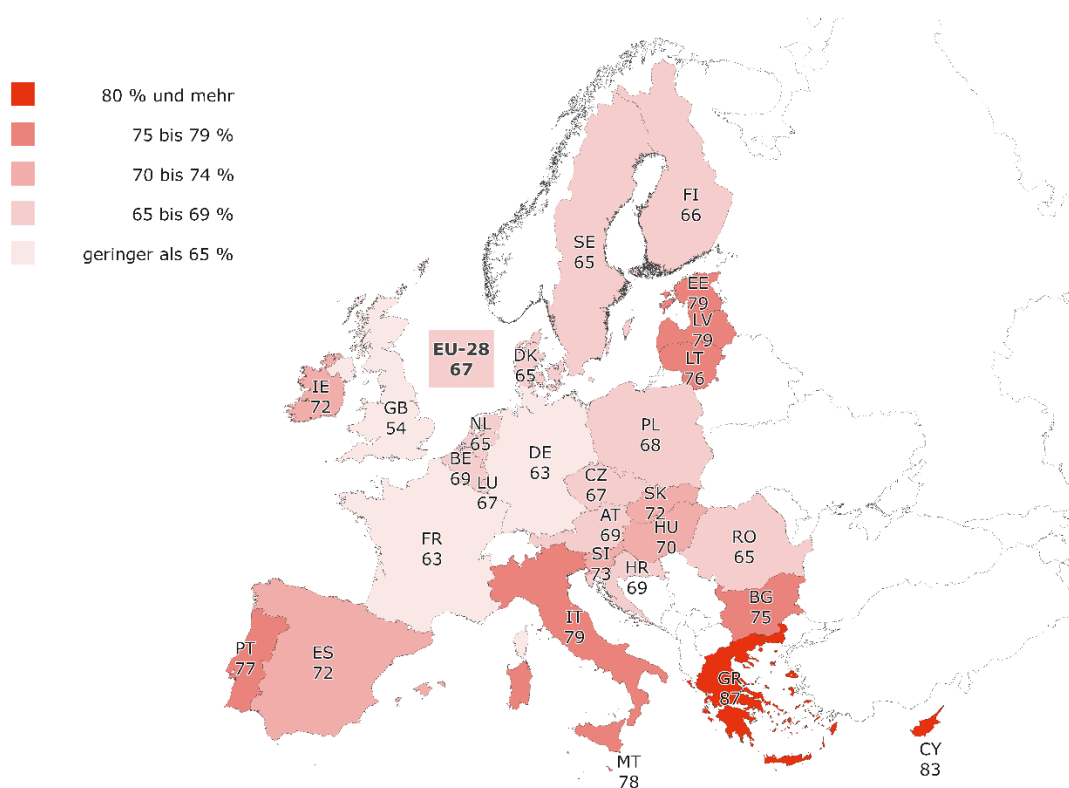 80 % und mehr
75 bis 79 %
70 bis 74 %
65 bis 69 %
geringer als 65 %
FI
66
SE
65
EE
79
LV
79
LT
76
EU-28
67
DK
65
IE
72
GB
54
NL
65
BE
69
LU
67
DE
63
PL
68
CZ
67
SK
72
AT
69
HU
70
SI
73
HR
69
RO
65
FR
63
BG
75
IT
79
PT
77
ES
72
GR
87
MT
78
CY
83